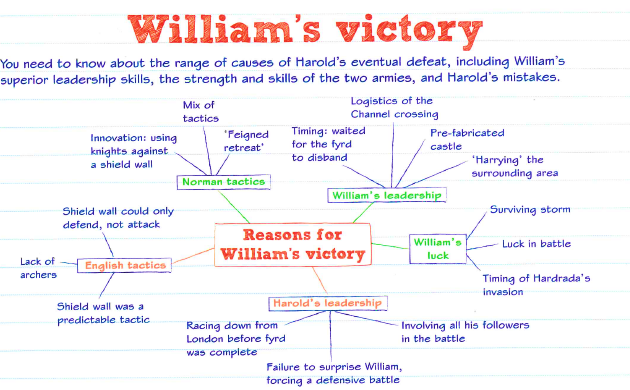 William's victory
You need to know about the range of causes of Harold's eventual defeat, including William's
superior leadership skills, the strength and skills of the two armies, and Harold's mistakes.
Mix of
tactics
Innovation: using
knights against
a shield wall
'Feigned
retreat'
Norman tactics
Logistics of the
Channel crossing
Timing: waited
for the fyrd
to disband
Pre-fabricated
castle
'Harrying' the
surrounding area
William's leadership
Shield wall could only
defend, not attack
Lack of
archers
English tactics
Shield wall was a
predictable tactic
Reasons for
William's victory
William's
luck
Surviving storm
Luck in battle
Timing of Hardrada's
invasion
Harold's leadership
Racing down from
London before fyrd
was complete
Involving all his followers
in the battle
Failure to surprise William,
forcing a defensive battle